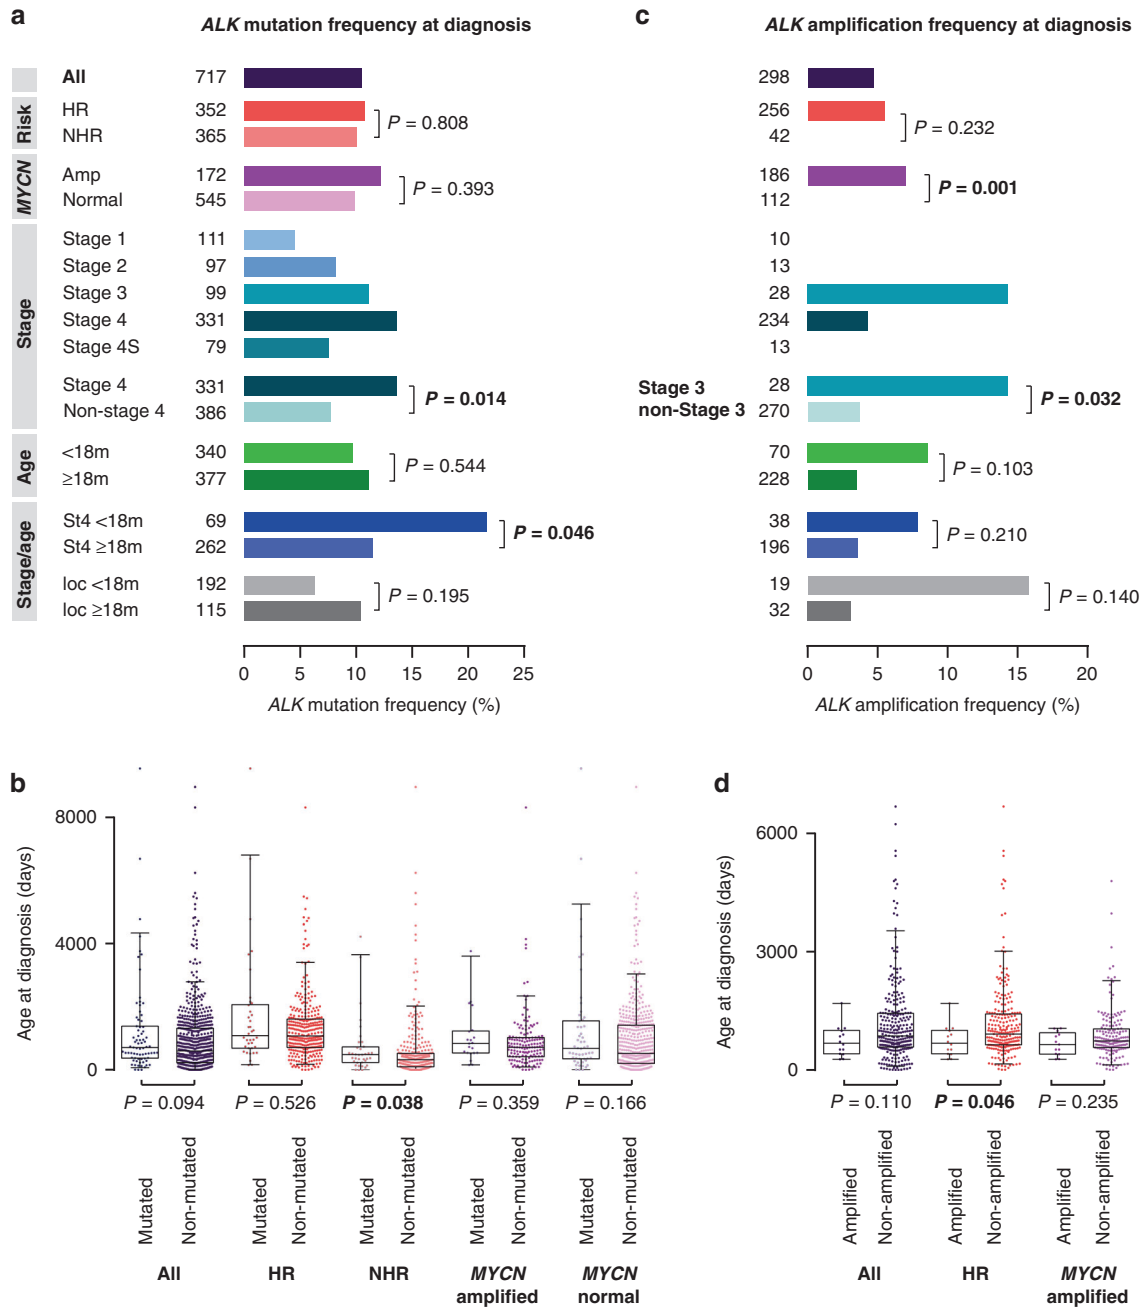 a
ALK mutation frequency at diagnosis
All 717
Risk
HR 352
NHR 365
P = 0.808
MYCN
Amp 172
Normal 545
P = 0.393
Stage
Stage 1 111
Stage 2 97
Stage 3 99
Stage 4 331
Stage 4S 79
Stage 4 331
Non-stage 4 386
P = 0.014
Age
<18m 340
≥18m 377
P = 0.544
Stage/age
St4 <18m 69
St4 ≥18m 262
P = 0.046
loc <18m 192
loc ≥18m 115
P = 0.195
0 5 10 15 20 25
ALK mutation frequency (%)
c
ALK amplification frequency at diagnosis
298
256
42
P = 0.232
186
112
P = 0.001
10
13
28
234
13
Stage 3 28
non-Stage 3 270
P = 0.032
70
228
P = 0.103
38
196
P = 0.210
19
32
P = 0.140
0 5 10 15 20
ALK amplification frequency (%)
b
Age at diagnosis (days)
8000
4000
0
P = 0.094 P = 0.526 P = 0.038 P = 0.359 P = 0.166
Mutated Non-mutated Mutated Non-mutated Mutated Non-mutated Mutated Non-mutated Mutated Non-mutated
All HR NHR MYCN MYCN
amplified normal
d
Age at diagnosis (days)
6000
3000
0
P = 0.110 P = 0.046 P = 0.235
Amplified Non-amplified Amplified Non-amplified Amplified Non-amplified
All HR MYCN
amplified